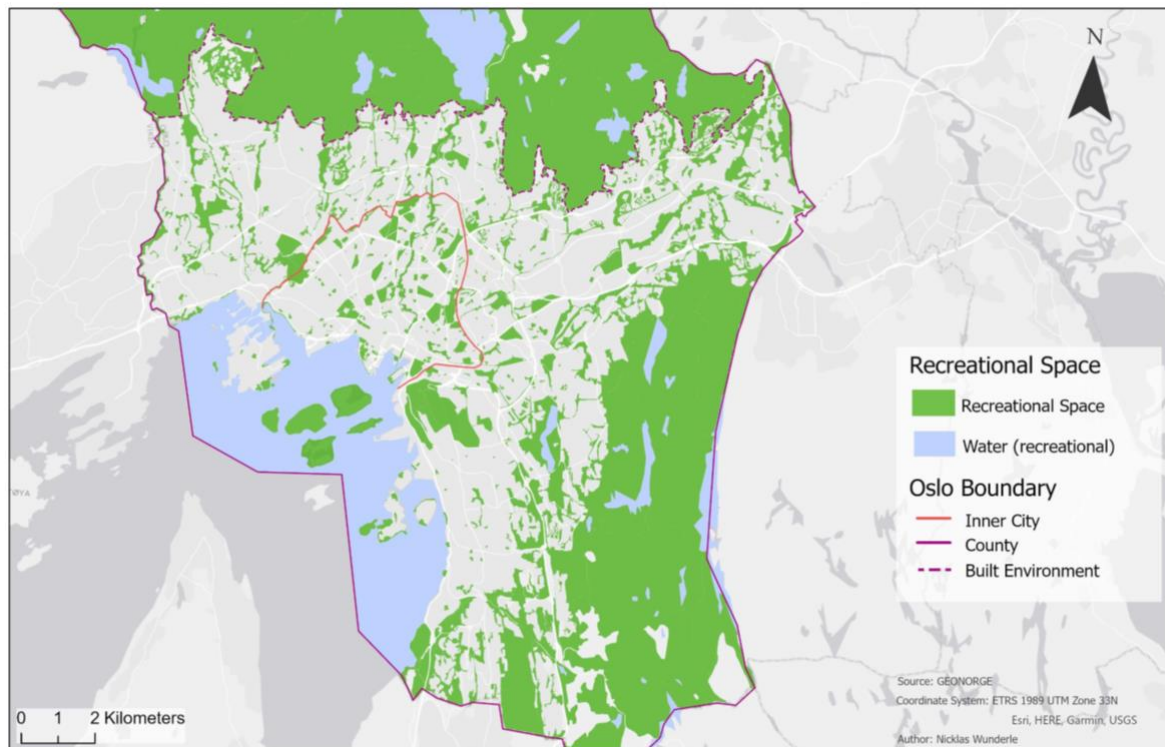 N
Recreational Space
Recreational Space
Water (recreational)
Oslo Boundary
Inner City
County
Built Environment
0 1 2 Kilometers
Source: GEONORGE
Coordinate System: ETRS 1989 UTM Zone 33N
Esri, HERE, Garmin, USGS
Author: Nicklas Wunderle